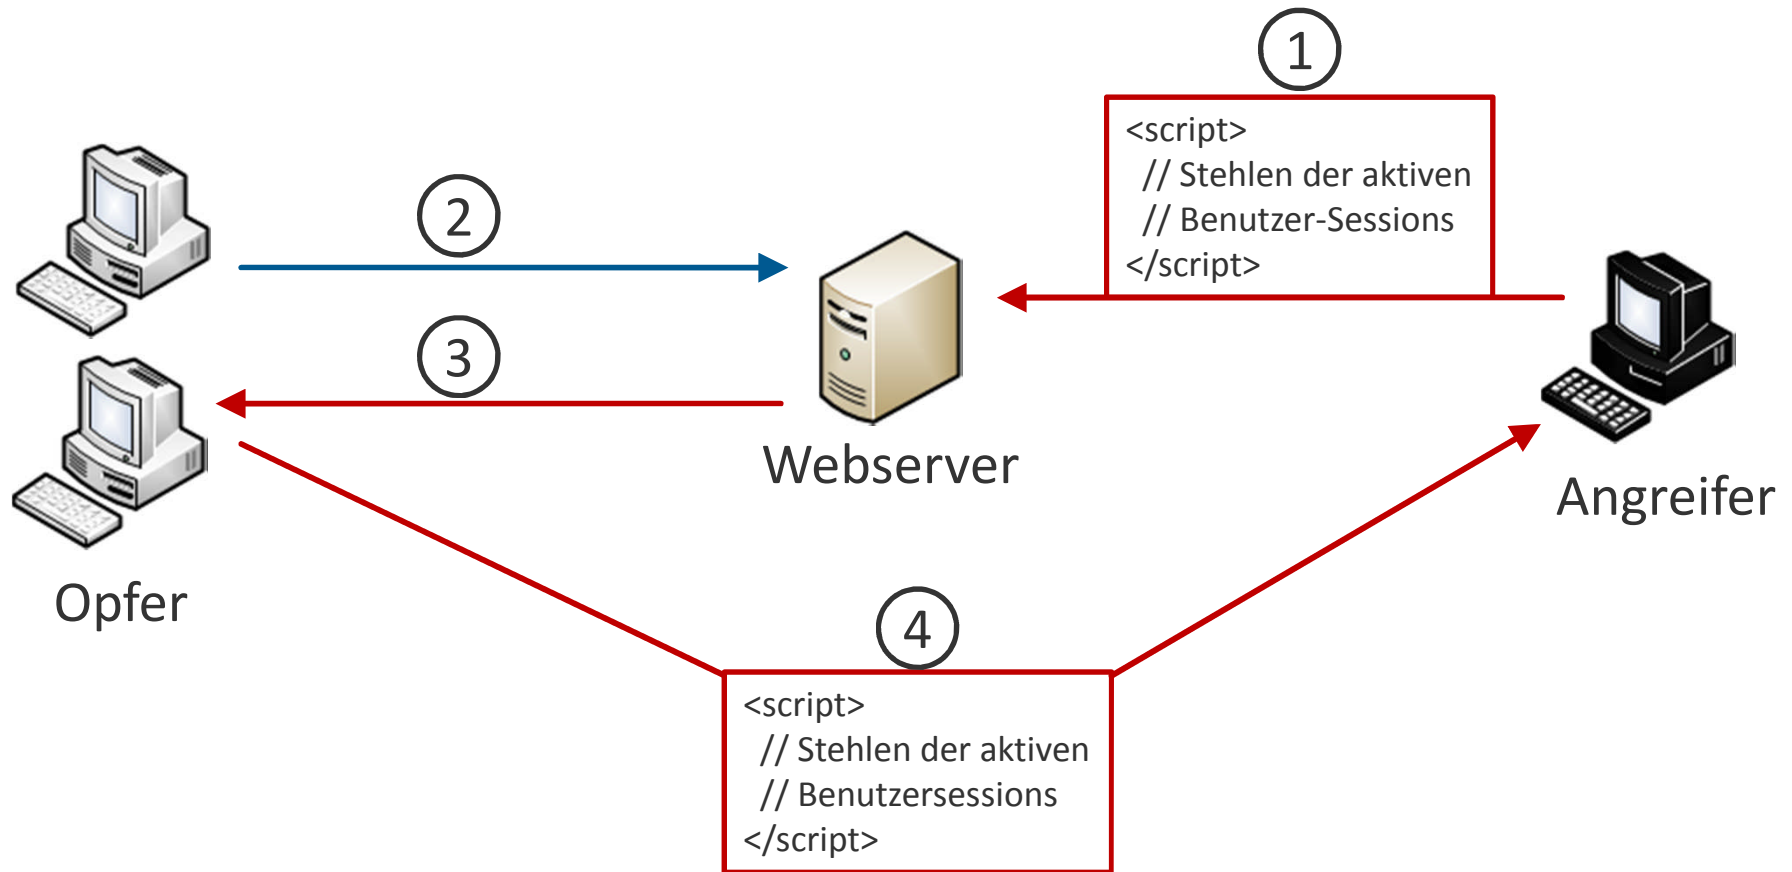 1
<script>
// Stehlen der aktiven
// Benutzer-Sessions
</script>
2
3
Webserver
Angreifer
Opfer
4
<script>
// Stehlen der aktiven
// Benutzersessions
</script>